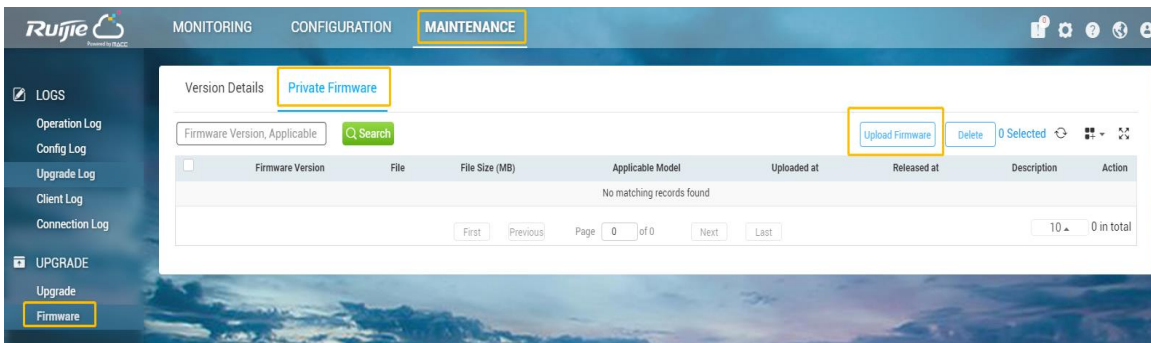 Ruijie
Powered by MACC
MONITORING CONFIGURATION MAINTENANCE
0
LOGS
Operation Log
Config Log
Upgrade Log
Client Log
Connection Log
UPGRADE
Upgrade
Firmware
Version Details Private Firmware
Firmware Version, Applicable Search Upload Firmware Delete 0 Selected
Firmware Version File File Size (MB) Applicable Model Uploaded at Released at Description Action
No matching records found
First Previous Page 0 of 0 Next Last 10 0 in total